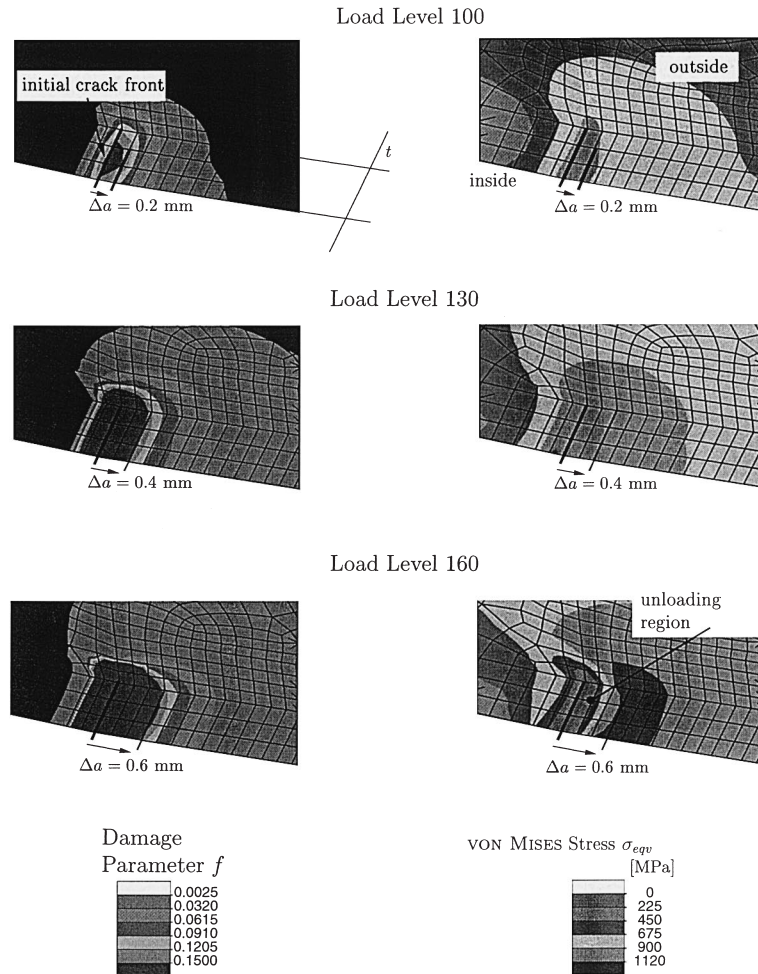 Load Level 100
initial crack front
t
Δa = 0.2 mm
outside
inside
Δa = 0.2 mm
Load Level 130
Δa = 0.4 mm
Δa = 0.4 mm
Load Level 160
Δa = 0.6 mm
unloading
region
Δa = 0.6 mm
Damage
Parameter f
0.0025
0.0320
0.0615
0.0910
0.1205
0.1500
VON MISES Stress σeqv
[MPa]
0
225
450
675
900
1120